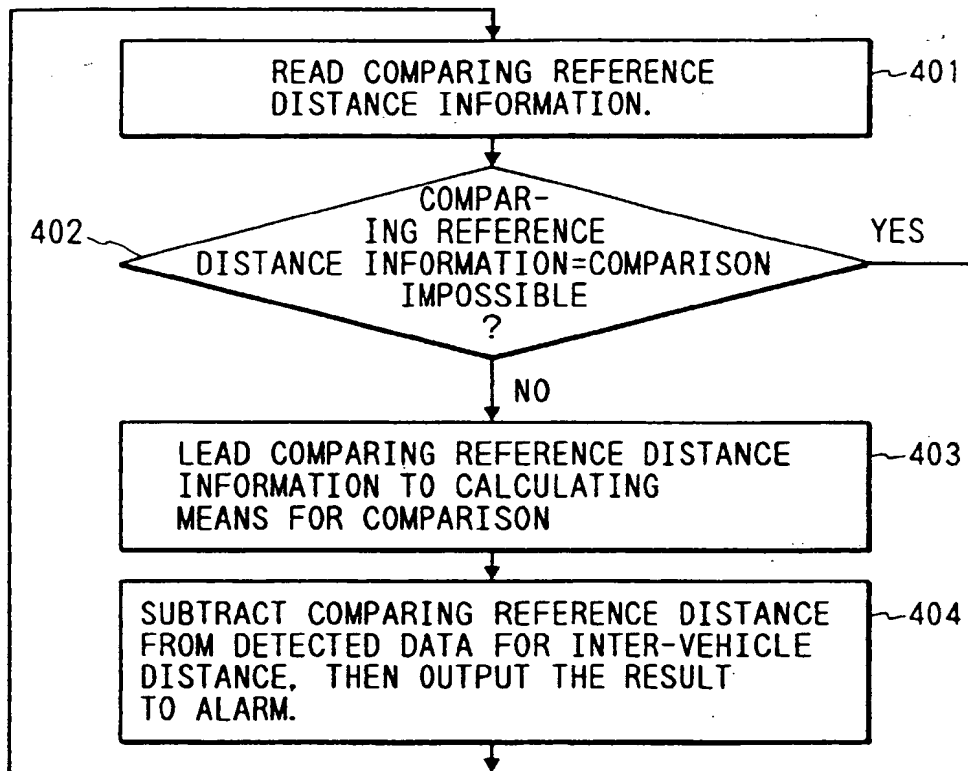 READ COMPARING REFERENCE
DISTANCE INFORMATION.
401
COMPAR-
ING REFERENCE
DISTANCE INFORMATION=COMPARISON
IMPOSSIBLE
?
402
YES
NO
LEAD COMPARING REFERENCE DISTANCE
INFORMATION TO CALCULATING
MEANS FOR COMPARISON
403
SUBTRACT COMPARING REFERENCE DISTANCE
FROM DETECTED DATA FOR INTER-VEHICLE
DISTANCE, THEN OUTPUT THE RESULT
TO ALARM.
404